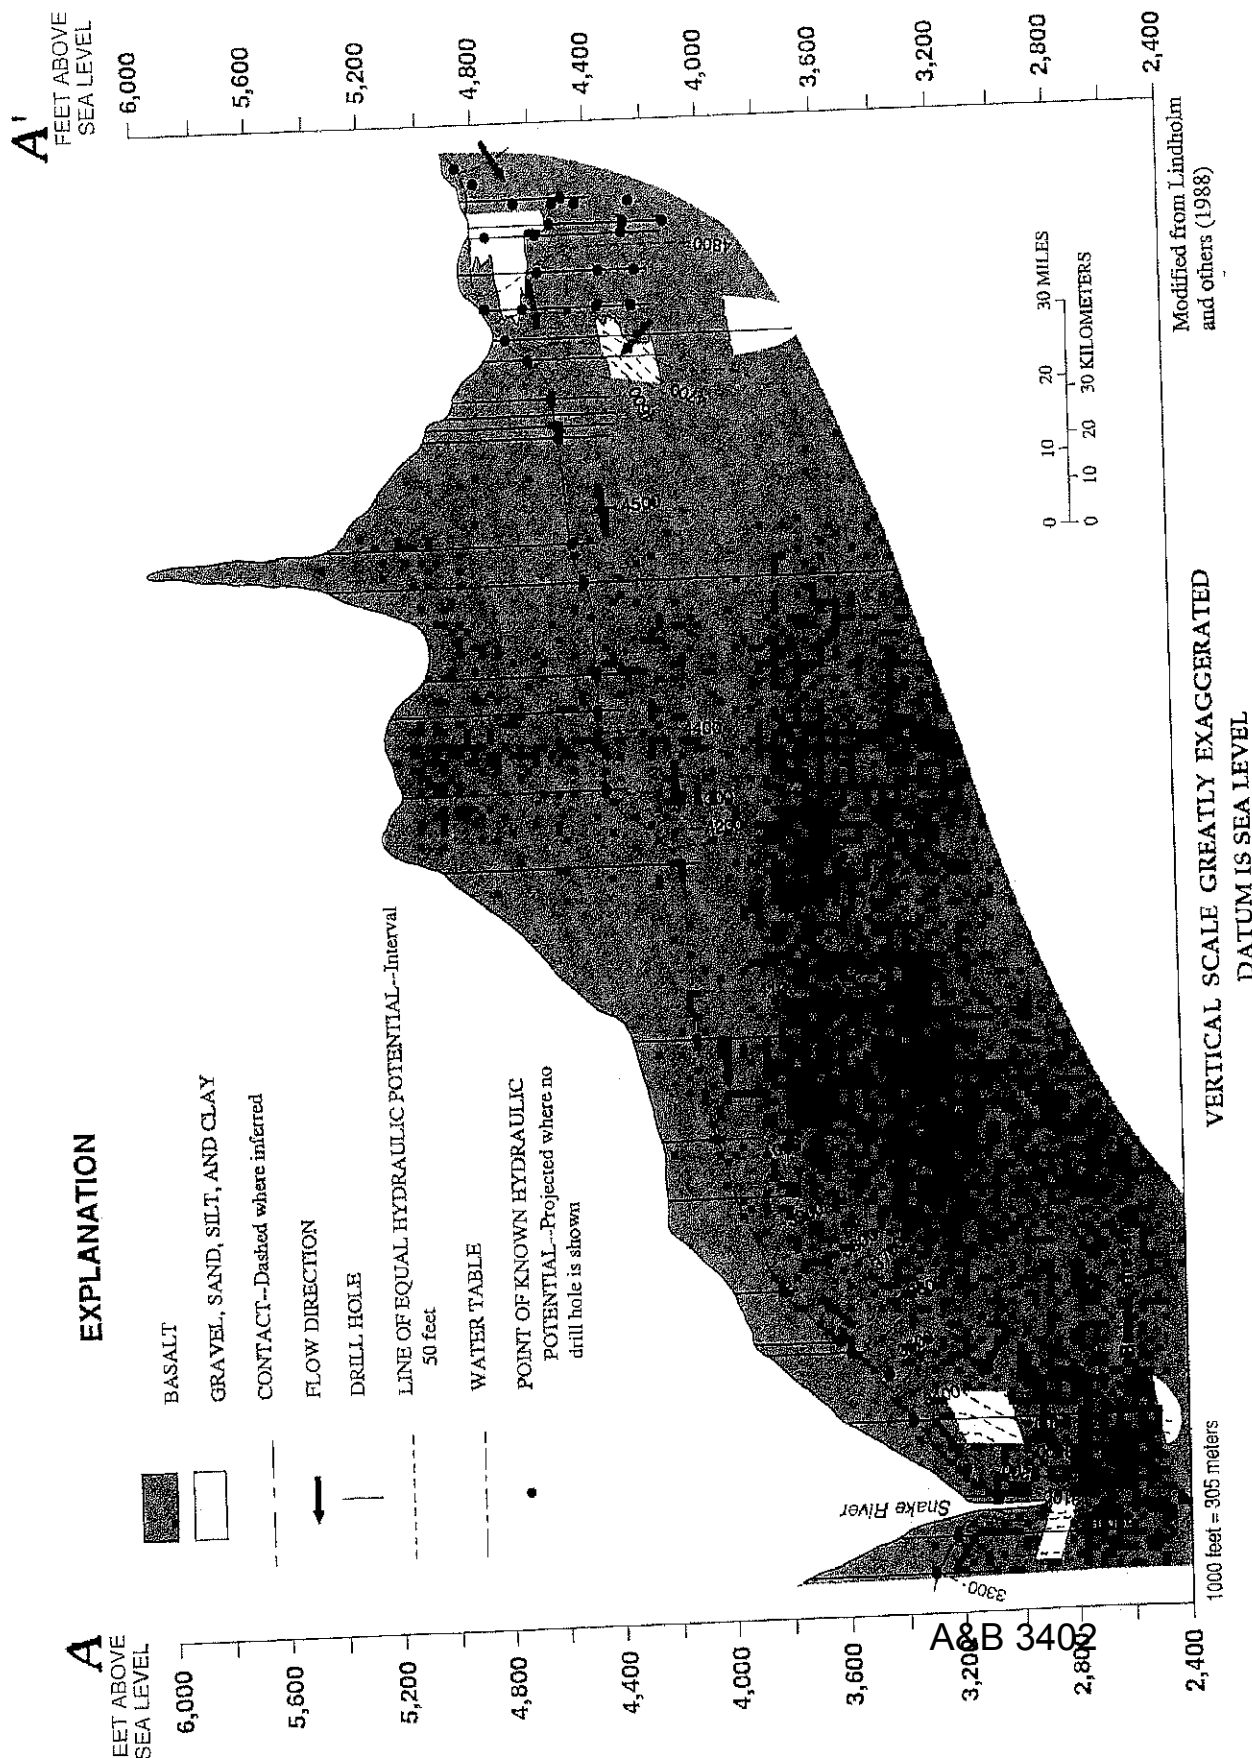 A
FEET ABOVE
SEA LEVEL
6,000
5,600
5,200
4,800
4,400
4,000
3,600
3,200
2,800
2,400
EXPLANATION
BASALT
GRAVEL, SAND, SILT, AND CLAY
CONTACT--Dashed where inferred
FLOW DIRECTION
DRILL HOLE
LINE OF EQUAL HYDRAULIC POTENTIAL--Interval
50 feet
WATER TABLE
POINT OF KNOWN HYDRAULIC
POTENTIAL--Projected where no
drill hole is shown
A'
FEET ABOVE
SEA LEVEL
6,000
5,600
5,200
4,800
4,400
4,000
3,600
3,200
2,800
2,400
Snake River
3300
4500
4800
0 10 20 30 MILES
0 10 20 30 KILOMETERS
Modified from Lindholm
and others (1988)
1000 feet = 305 meters
VERTICAL SCALE GREATLY EXAGGERATED
DATUM IS SEA LEVEL
A&B 3402